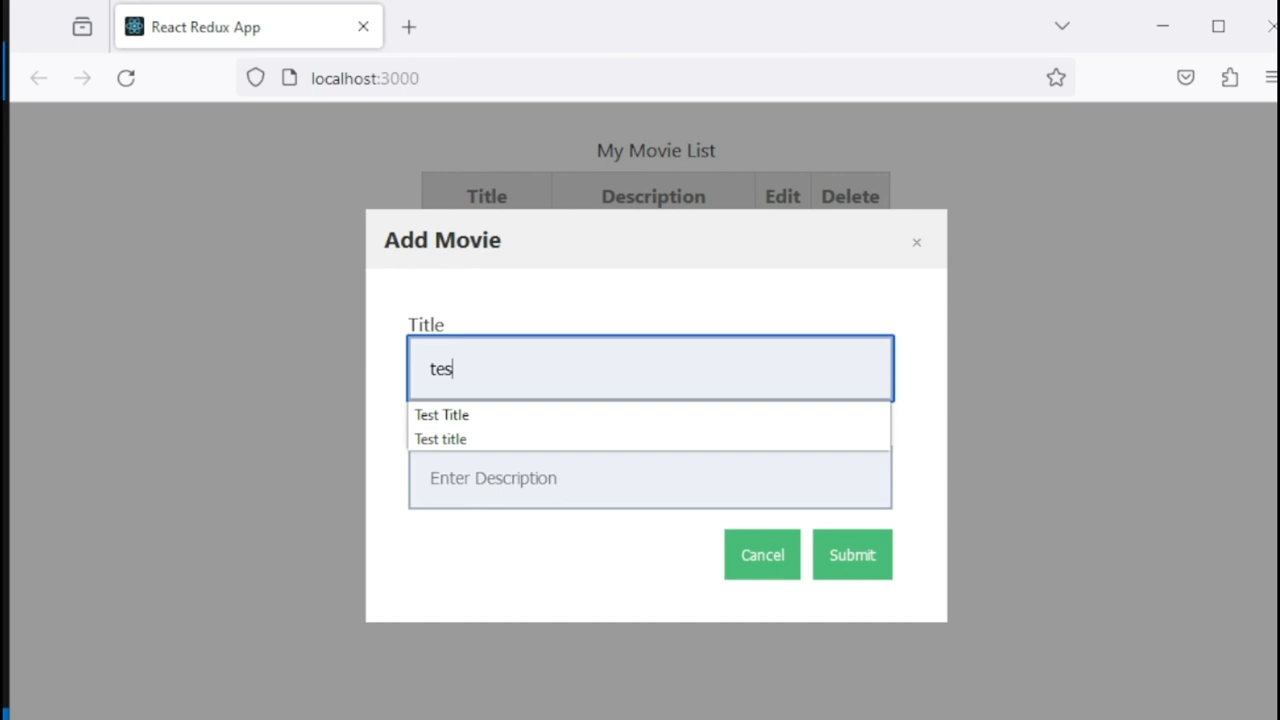 React Redux App
localhost:3000
My Movie List
Title Description Edit Delete
Add Movie
×
Title
tes
Test Title
Test title
Enter Description
Cancel Submit